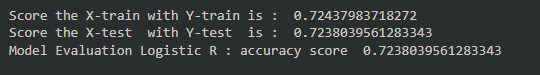 Score the X-train with Y-train is :  0.72437983718272
Score the X-test  with Y-test  is :  0.7238039561283343
Model Evaluation Logistic R : accuracy score  0.7238039561283343